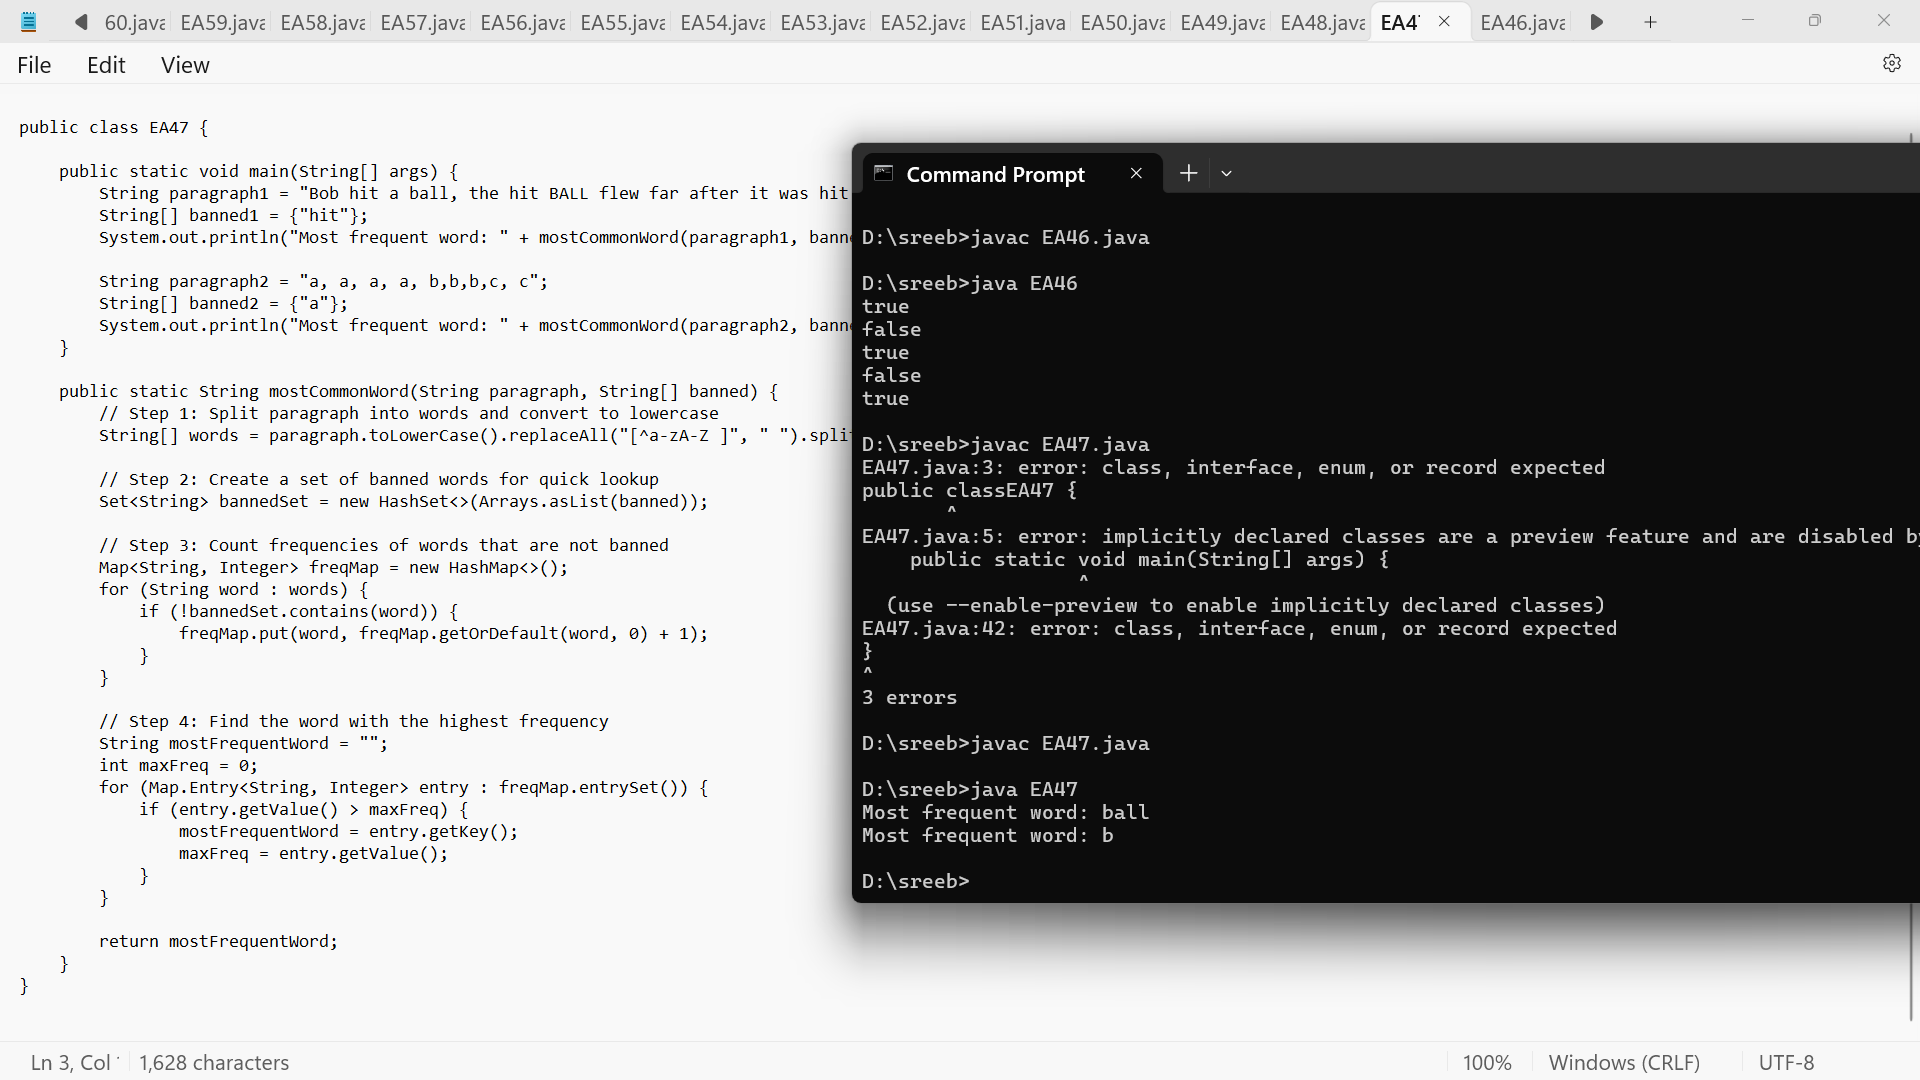 60.java EA59.java EA58.java EA57.java EA56.java EA55.java EA54.java EA53.java EA52.java EA51.java EA50.java EA49.java EA48.java EA47 EA46.java
File Edit View
public class EA47 {
public static void main(String[] args) {
String paragraph1 = "Bob hit a ball, the hit BALL flew far after it was hit
String[] banned1 = {"hit"};
System.out.println("Most frequent word: " + mostCommonWord(paragraph1, bann
String paragraph2 = "a, a, a, a, b,b,b,c, c";
String[] banned2 = {"a"};
System.out.println("Most frequent word: " + mostCommonWord(paragraph2, bann
}
public static String mostCommonWord(String paragraph, String[] banned) {
// Step 1: Split paragraph into words and convert to lowercase
String[] words = paragraph.toLowerCase().replaceAll("[^a-zA-Z ]", " ").spli
// Step 2: Create a set of banned words for quick lookup
Set<String> bannedSet = new HashSet<>(Arrays.asList(banned));
// Step 3: Count frequencies of words that are not banned
Map<String, Integer> freqMap = new HashMap<>();
for (String word : words) {
if (!bannedSet.contains(word)) {
freqMap.put(word, freqMap.getOrDefault(word, 0) + 1);
}
}
// Step 4: Find the word with the highest frequency
String mostFrequentWord = "";
int maxFreq = 0;
for (Map.Entry<String, Integer> entry : freqMap.entrySet()) {
if (entry.getValue() > maxFreq) {
mostFrequentWord = entry.getKey();
maxFreq = entry.getValue();
}
}
return mostFrequentWord;
}
}
Command Prompt
D:\sreeb>javac EA46.java
D:\sreeb>java EA46
true
false
true
false
true
D:\sreeb>javac EA47.java
EA47.java:3: error: class, interface, enum, or record expected
public classEA47 {
^
EA47.java:5: error: implicitly declared classes are a preview feature and are disabled by
public static void main(String[] args) {
^
(use --enable-preview to enable implicitly declared classes)
EA47.java:42: error: class, interface, enum, or record expected
}
^
3 errors
D:\sreeb>javac EA47.java
D:\sreeb>java EA47
Most frequent word: ball
Most frequent word: b
D:\sreeb>
Ln 3, Col 1,628 characters 100% Windows (CRLF) UTF-8